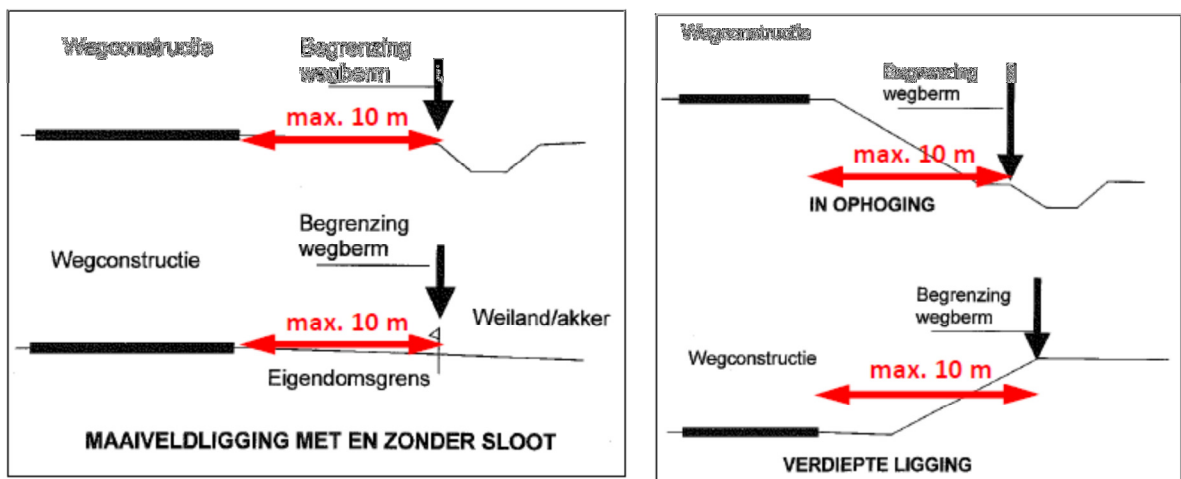 Wegconstructie
Begrenzing
wegberm
max. 10 m
Begrenzing
wegberm
Wegconstructie
max. 10 m
Weiland/akker
Eigendomsgrens
MAAIVELDLIGGING MET EN ZONDER SLOOT
Wegconstructie
Begrenzing
wegberm
max. 10 m
IN OPHOGING
Begrenzing
wegberm
Wegconstructie
max. 10 m
VERDIEPTE LIGGING